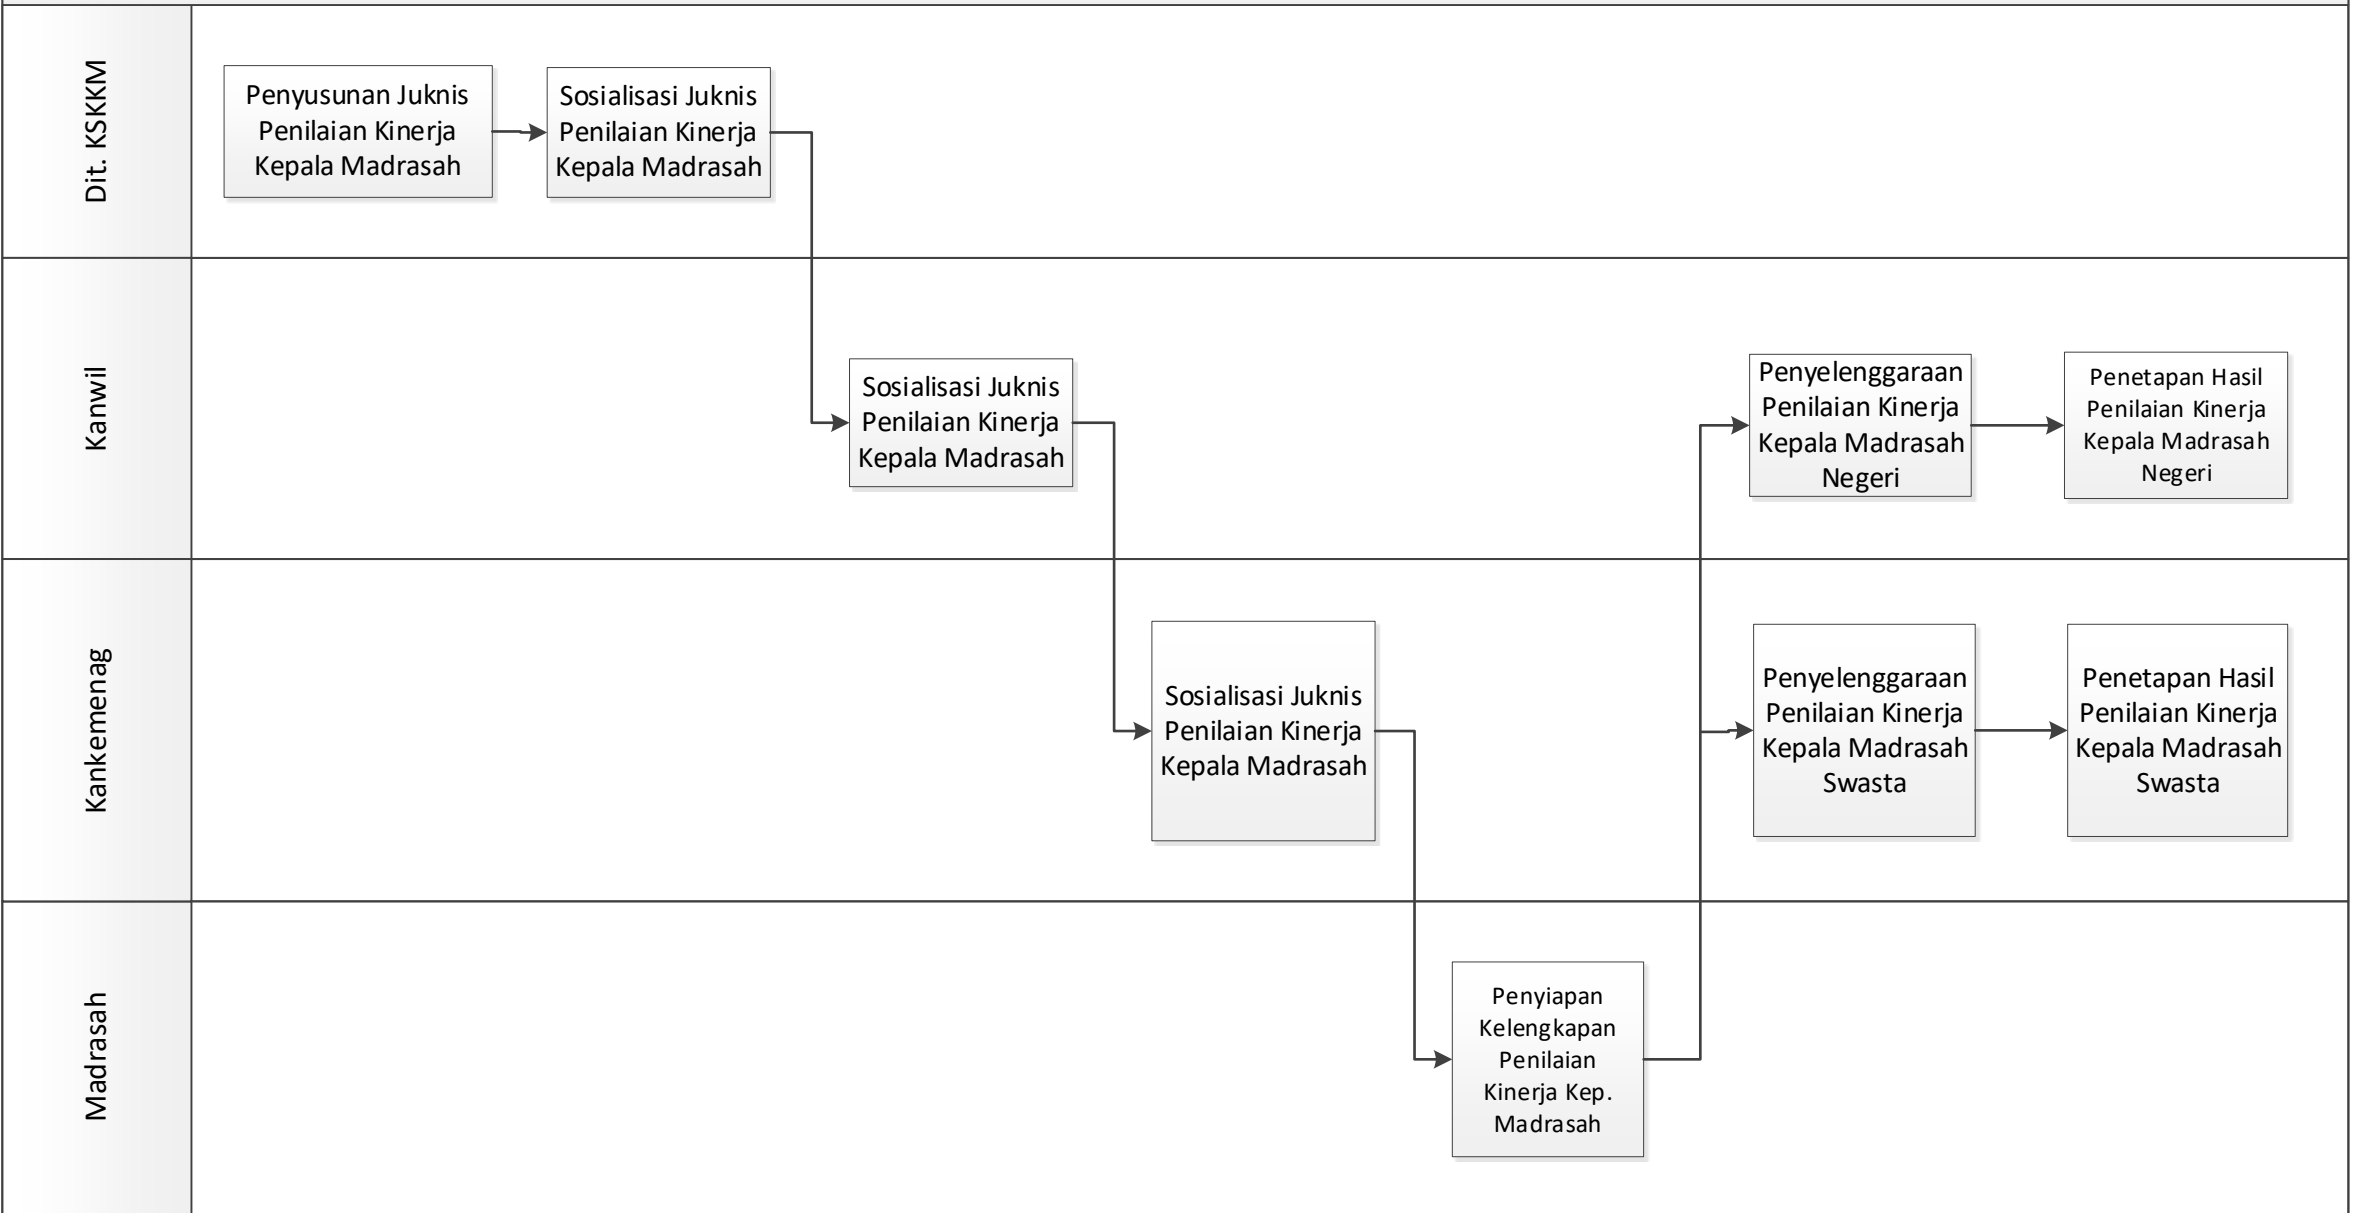 Dit. KSKKM
Penyusunan Juknis
Penilaian Kinerja
Kepala Madrasah
Sosialisasi Juknis
Penilaian Kinerja
Kepala Madrasah
Kanwil
Sosialisasi Juknis
Penilaian Kinerja
Kepala Madrasah
Penyelenggaraan
Penilaian Kinerja
Kepala Madrasah
Negeri
Penetapan Hasil
Penilaian Kinerja
Kepala Madrasah
Negeri
Kankemenag
Sosialisasi Juknis
Penilaian Kinerja
Kepala Madrasah
Penyelenggaraan
Penilaian Kinerja
Kepala Madrasah
Swasta
Penetapan Hasil
Penilaian Kinerja
Kepala Madrasah
Swasta
Madrasah
Penyiapan
Kelengkapan
Penilaian
Kinerja Kep.
Madrasah